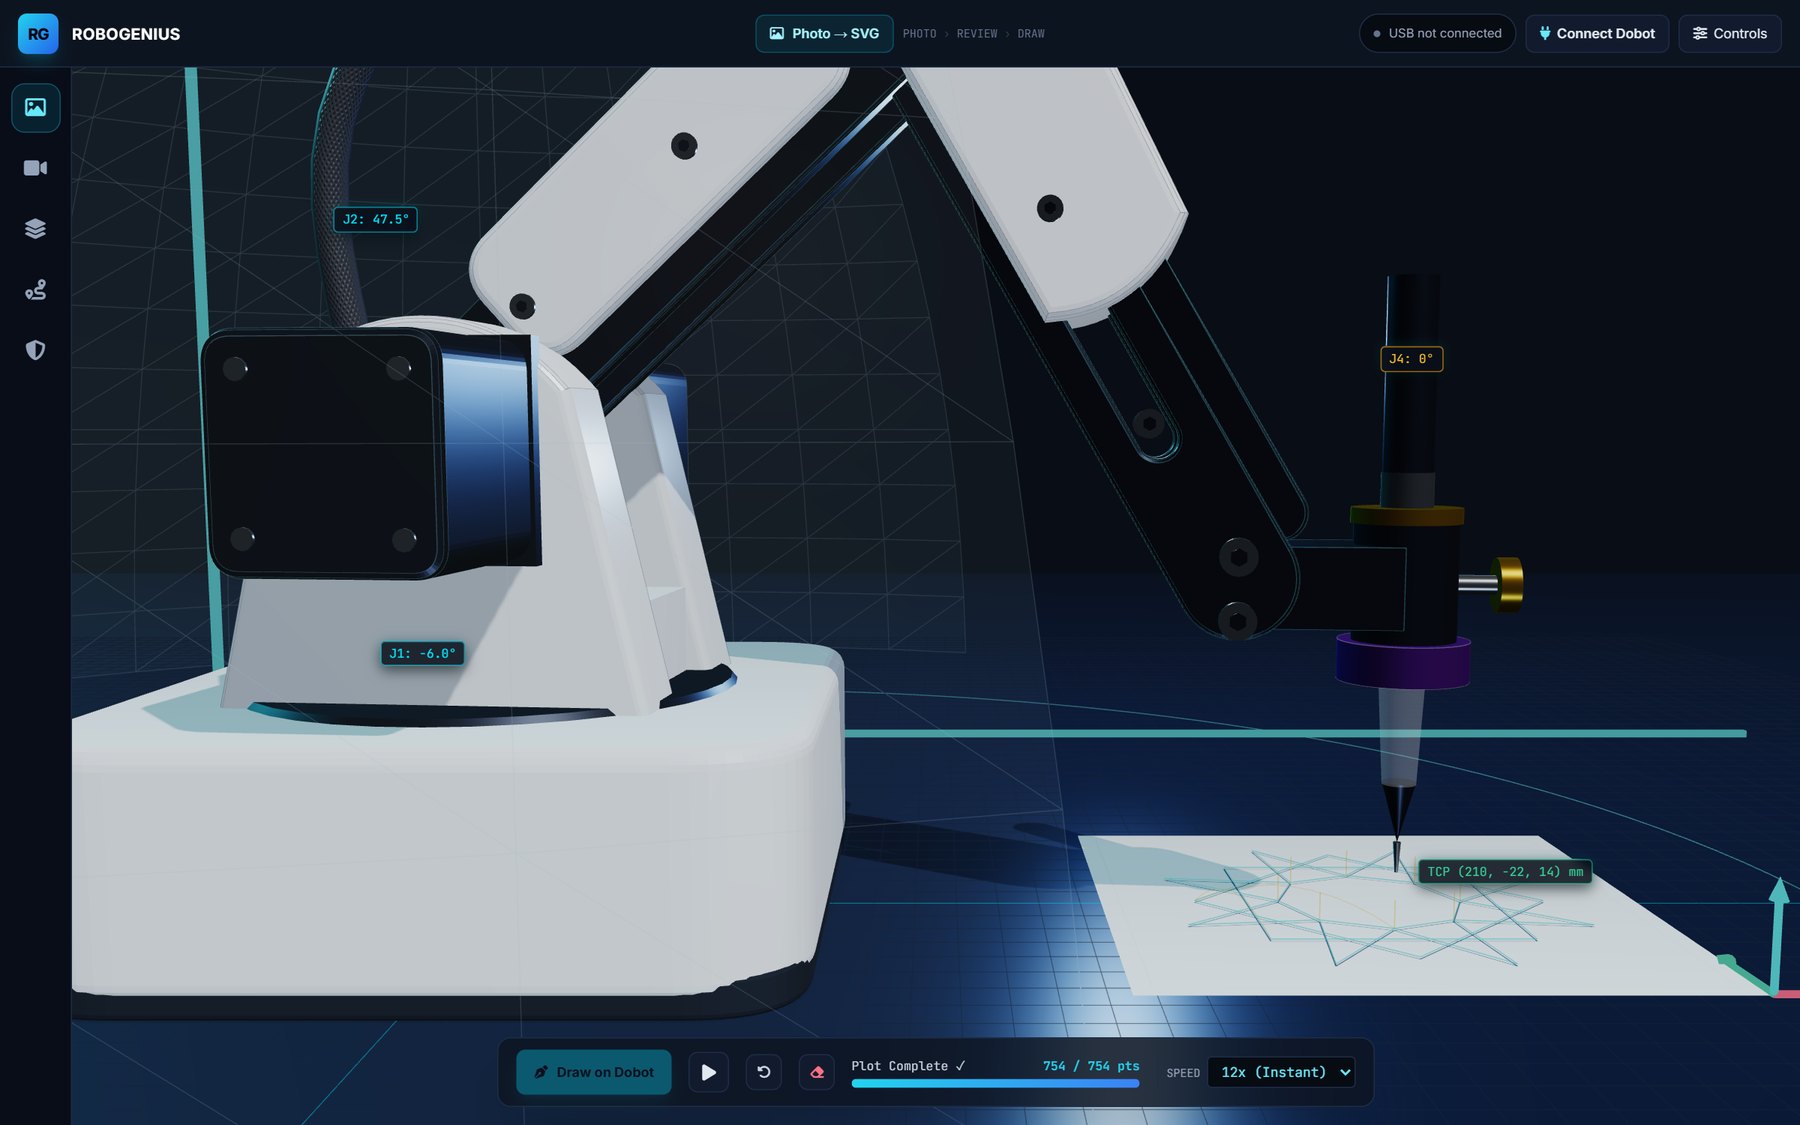 RG ROBOGENIUS
Photo → SVG
PHOTO › REVIEW › DRAW
USB not connected
Connect Dobot
Controls
J2: 47.5°
J4: 0°
J1: -6.0°
TCP (210, -22, 14) mm
Draw on Dobot
Plot Complete ✓
754 / 754 pts
SPEED
12x (Instant)